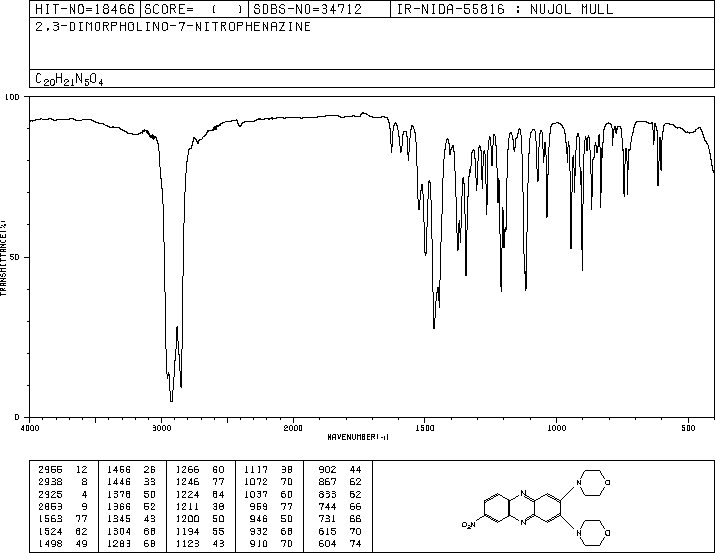 HIT-NO=18466 SCORE= ( ) SDBS-NO=34712 IR-NIDA-55816 : NUJOL MULL
2,3-DIMORPHOLINO-7-NITROPHENAZINE
C20H21N5O4
100
50
0
TRANSMITTANCE(%)
4000 3000 2000 1500 1000 500
WAVENUMBER(-1)
2955 12 1466 26 1266 60 1117 38 902 44
2938 8 1446 33 1246 77 1072 70 867 62
2925 4 1378 50 1224 64 1037 60 833 62
2853 9 1366 52 1211 38 969 77 744 66
1563 77 1345 43 1200 50 946 50 731 66
1524 62 1304 68 1194 55 932 68 615 70
1498 49 1283 68 1123 43 910 70 604 74
N O
N
O2N N
N O